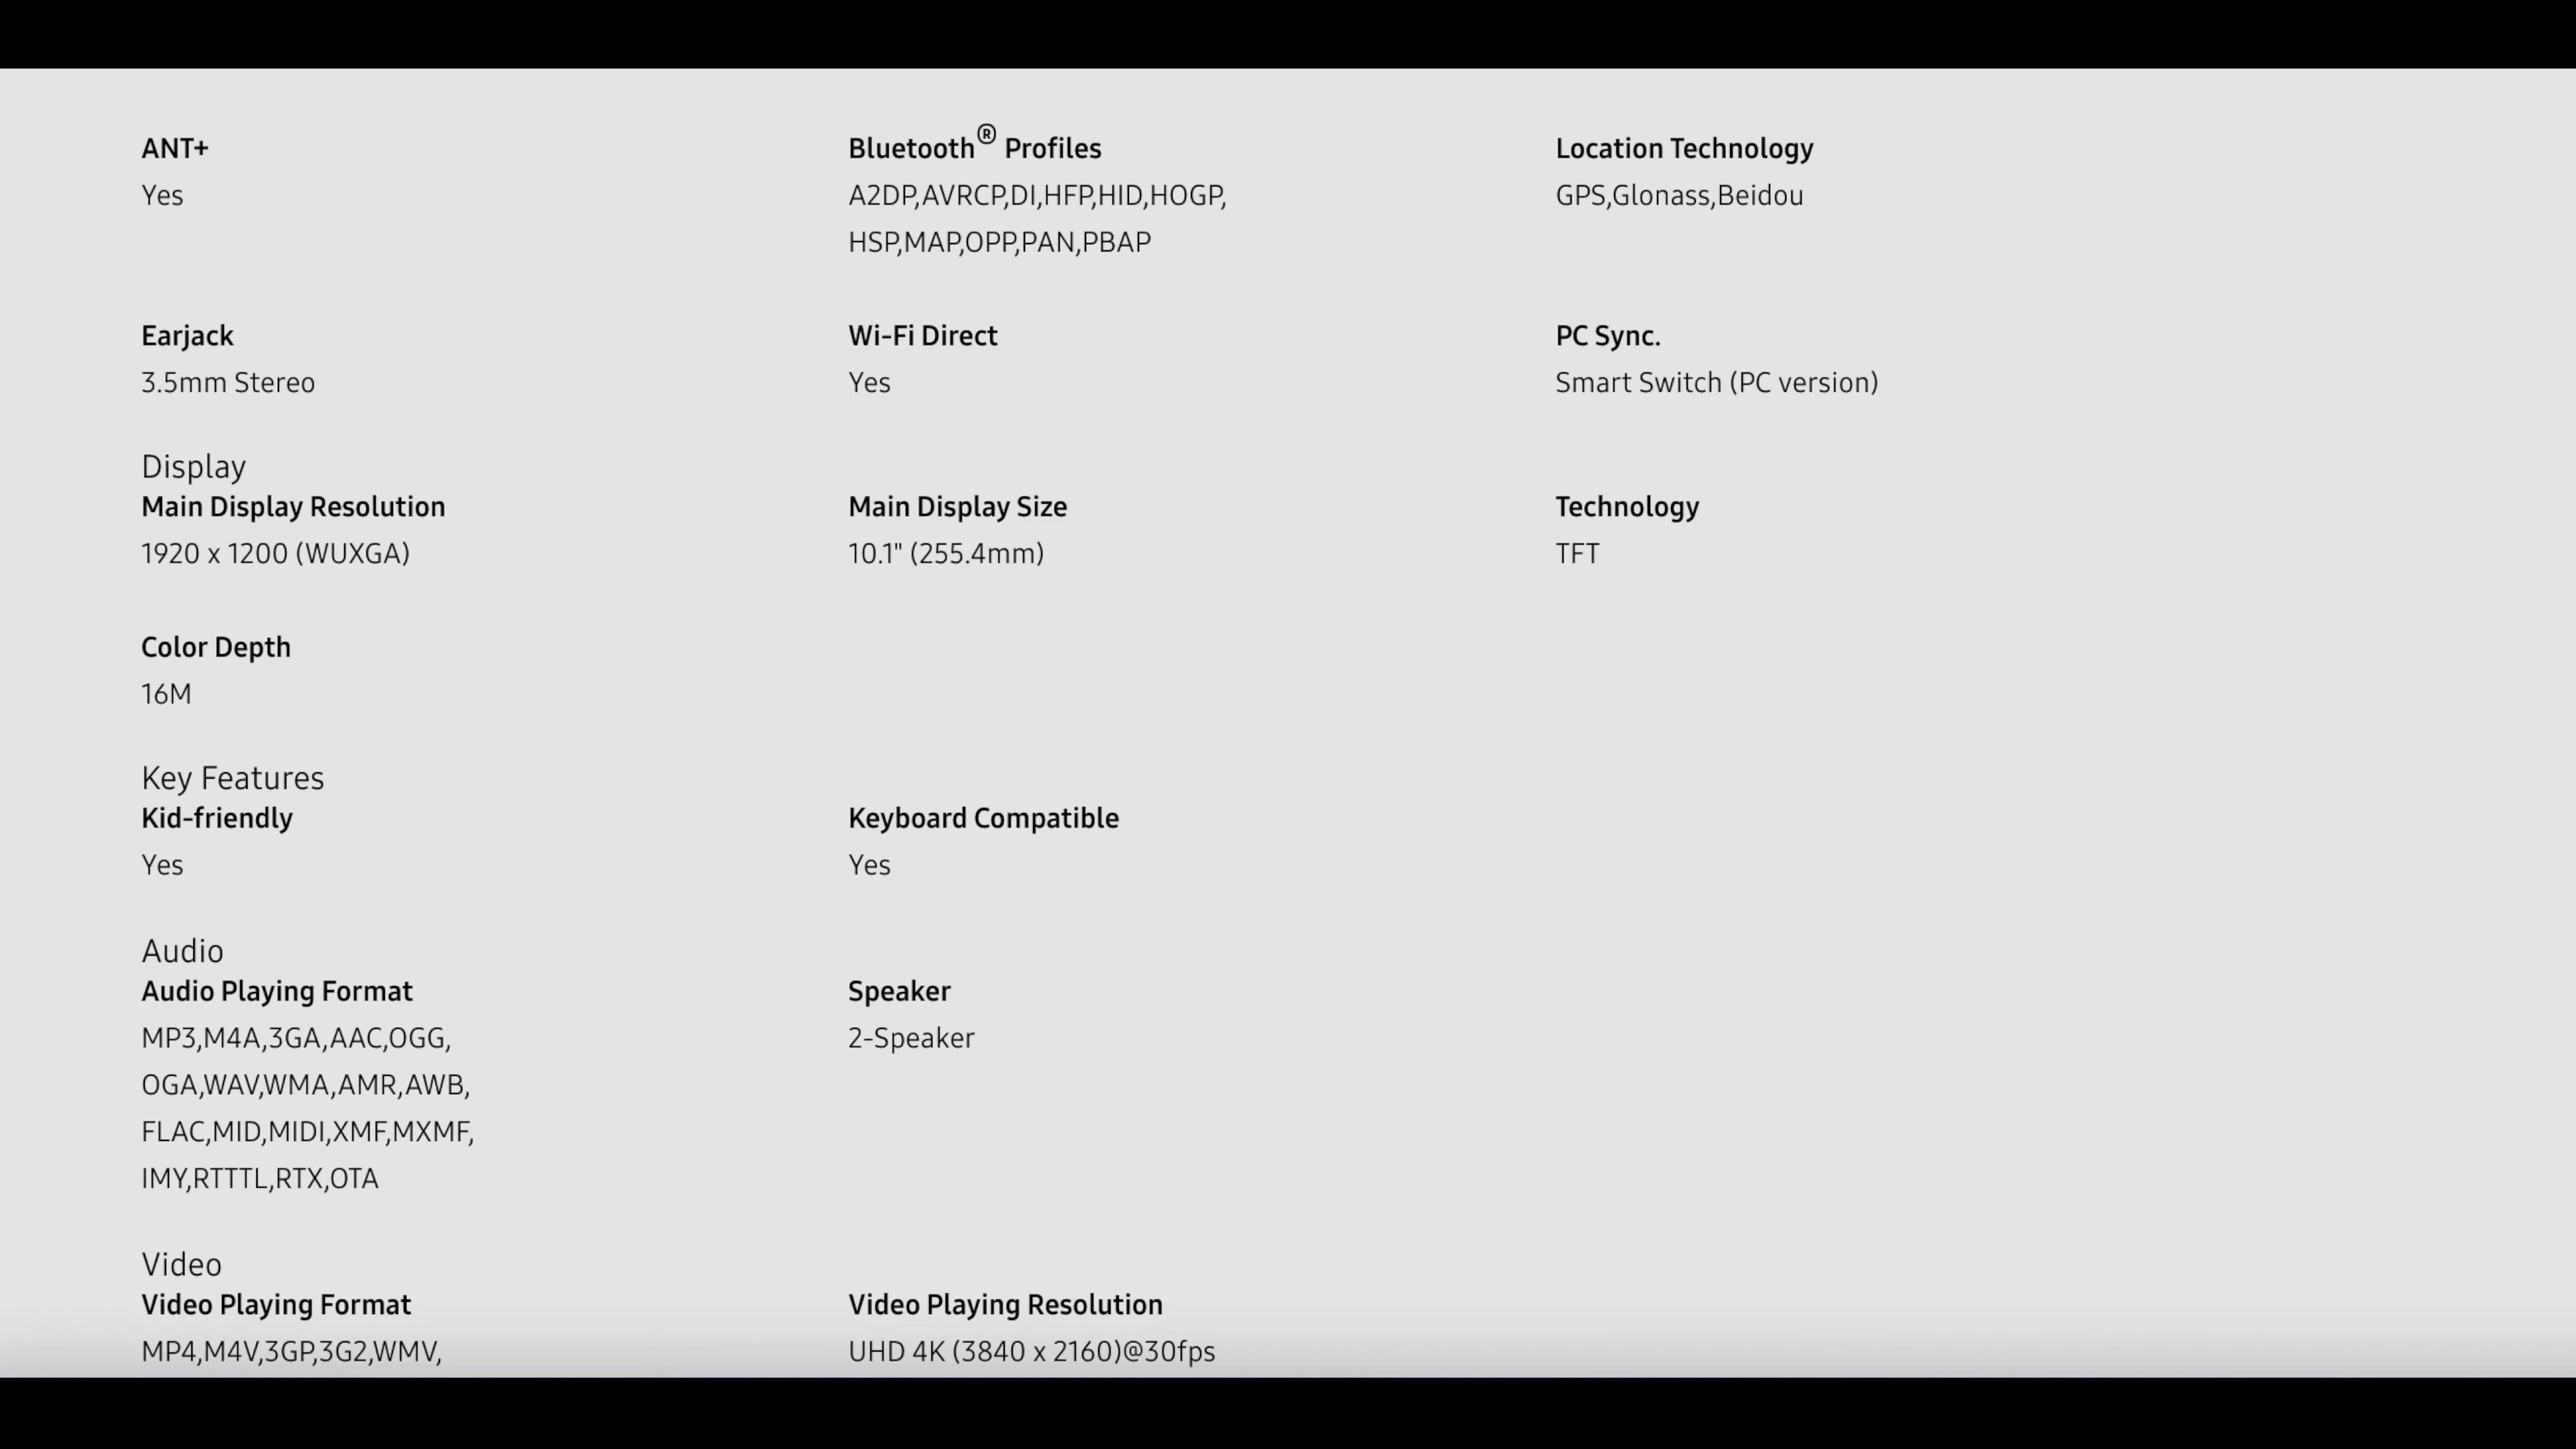 ANT+
Yes
Bluetooth® Profiles
A2DP,AVRCP,DI,HFP,HID,HOGP,
HSP,MAP,OPP,PAN,PBAP
Location Technology
GPS,Glonass,Beidou
Earjack
3.5mm Stereo
Wi-Fi Direct
Yes
PC Sync.
Smart Switch (PC version)
Display
Main Display Resolution
1920 x 1200 (WUXGA)
Main Display Size
10.1" (255.4mm)
Technology
TFT
Color Depth
16M
Key Features
Kid-friendly
Yes
Keyboard Compatible
Yes
Audio
Audio Playing Format
MP3,M4A,3GA,AAC,OGG,
OGA,WAV,WMA,AMR,AWB,
FLAC,MID,MIDI,XMF,MXMF,
IMY,RTTTL,RTX,OTA
Speaker
2-Speaker
Video
Video Playing Format
MP4,M4V,3GP,3G2,WMV,
Video Playing Resolution
UHD 4K (3840 x 2160)@30fps